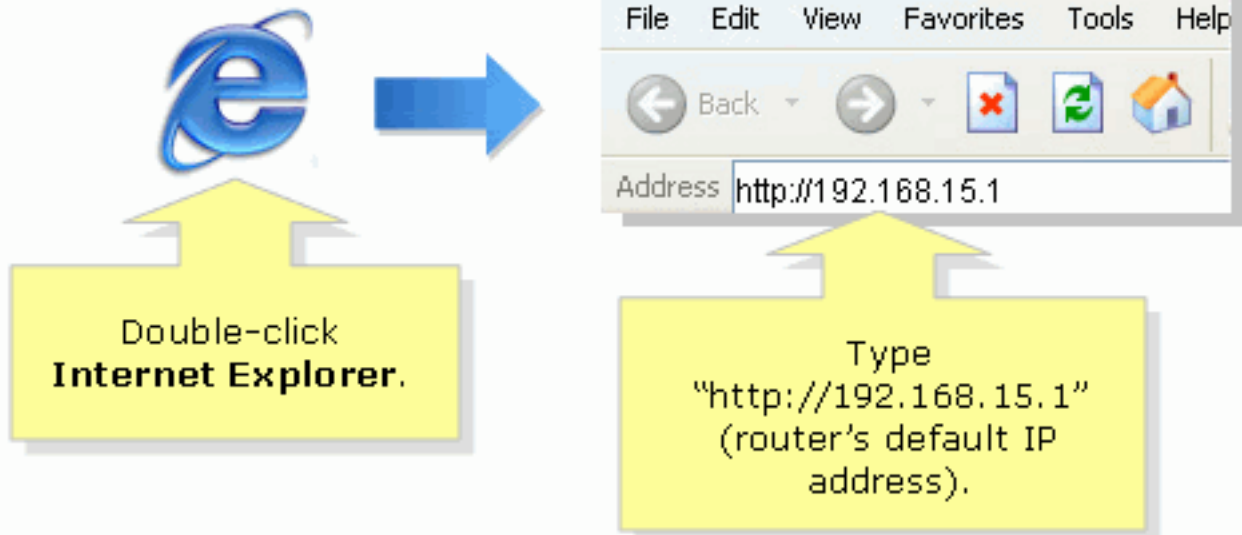 File Edit View Favorites Tools Help
Back
Address http://192.168.15.1
Double-click
Internet Explorer.
Type
“http://192.168.15.1”
(router’s default IP
address).